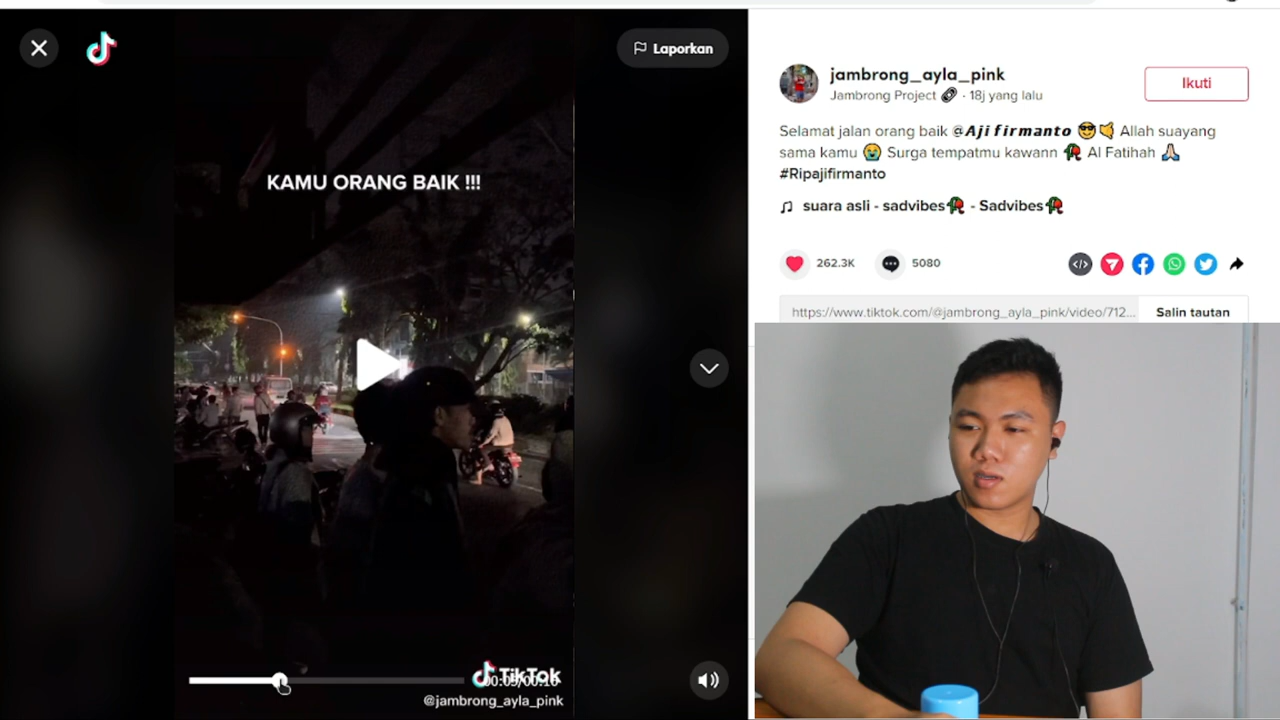 Laporkan
KAMU ORANG BAIK !!!
TikTok
@jambrong_ayla_pink
jambrong_ayla_pink
Jambrong Project · 18j yang lalu
Ikuti
Selamat jalan orang baik @Aji firmanto 😎🤙 Allah suayang
sama kamu 😭 Surga tempatmu kawann 🥀 Al Fatihah 🙏🏻
#Ripajifirmanto
suara asli - sadvibes🥀 - Sadvibes🥀
262.3K
5080
https://www.tiktok.com/@jambrong_ayla_pink/video/712...
Salin tautan